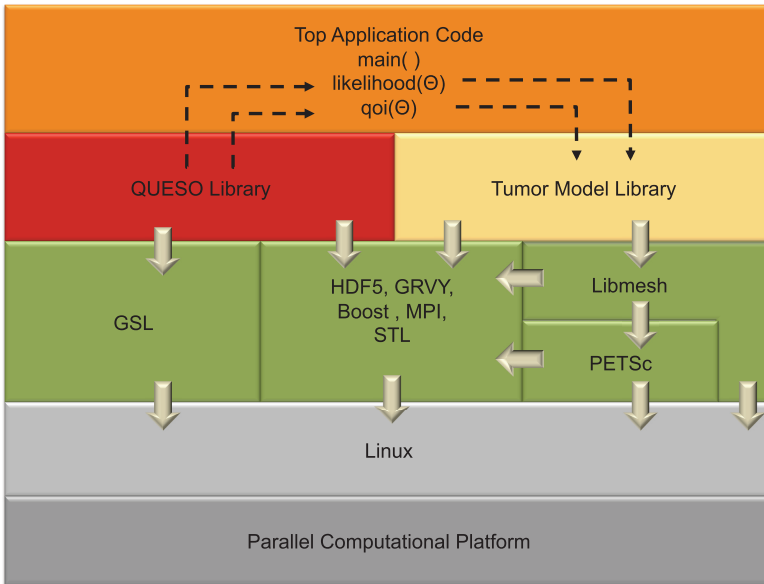 Top Application Code
main( )
likelihood(Θ)
qoi(Θ)
QUESO Library
Tumor Model Library
GSL
HDF5, GRVY,
Boost , MPI,
STL
Libmesh
PETSc
Linux
Parallel Computational Platform